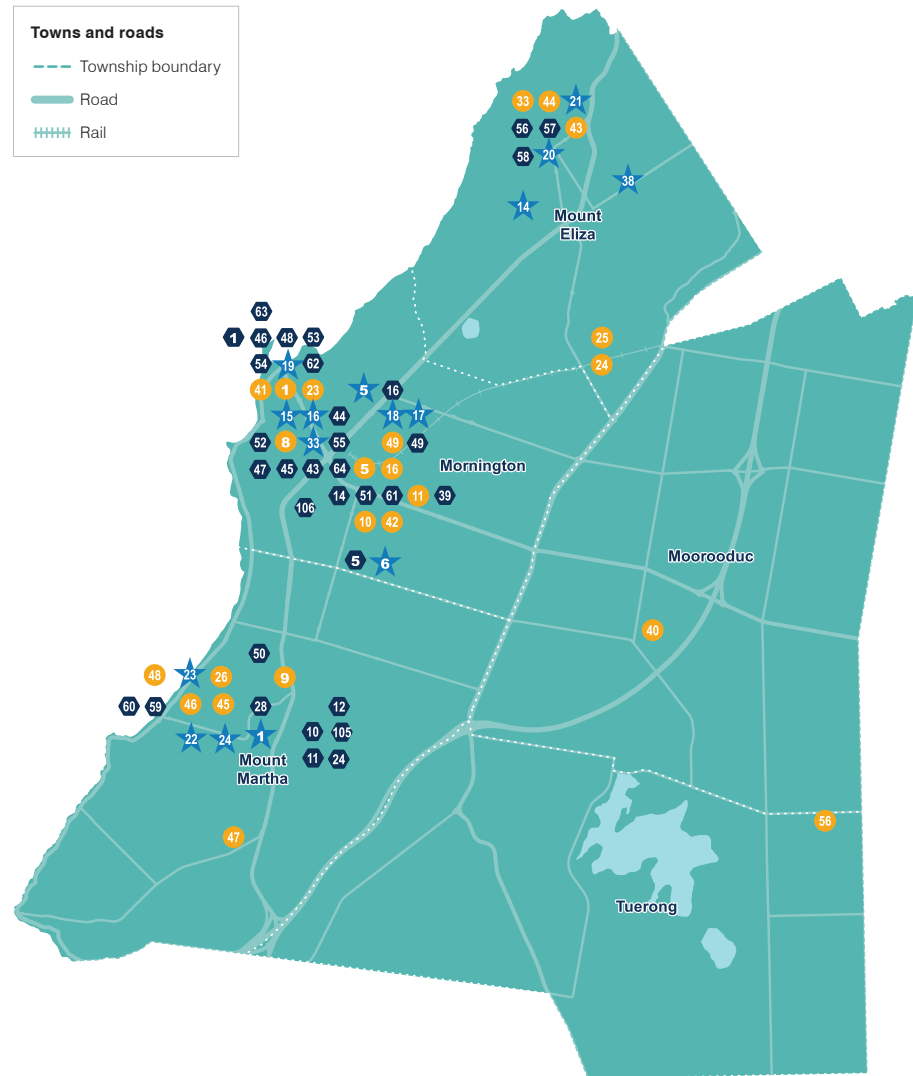 Towns and roads
Township boundary
Road
Rail
33 44 21
56 57 43
58 20
38
14
Mount
Eliza
63
1 46 48 53
25
54 19 62
24
41 1 23 5 16
15 16 44 18 17
52 8 33 55 49 49
47 45 43 64 5 16
Mornington
14 51 61 11 39
106
10 42
5 6
Moorooduc
40
50
48 23 26 9
60 59 46 45 28 12
22 24 1 10 105
Mount
Martha
11 24
56
47
Tuerong